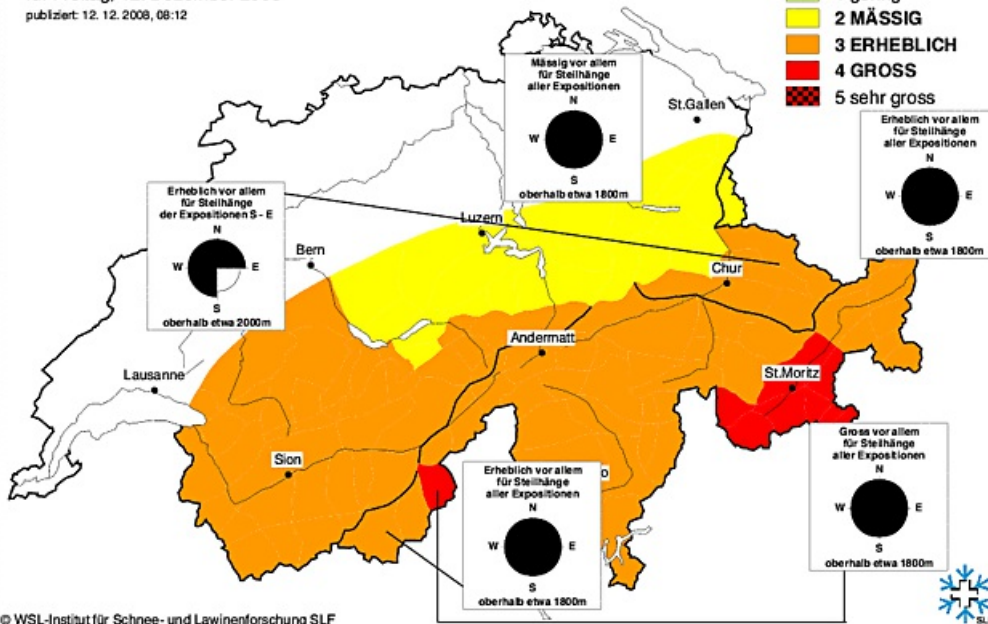 publiziert: 12. 12. 2008, 08:12
2 MÄSSIG
3 ERHEBLICH
4 GROSS
5 sehr gross
Mässig vor allem
für Steilhänge
aller Expositionen
N
W E
S
oberhalb etwa 1800m
St.Gallen
Erheblich vor allem
für Steilhänge
aller Expositionen
N
W E
S
oberhalb etwa 1800m
Erheblich vor allem
für Steilhänge
der Expositionen S - E
N
W E
S
oberhalb etwa 2000m
Luzern
Bern
Chur
Andermatt
Lausanne
St.Moritz
Sion
Erheblich vor allem
für Steilhänge
aller Expositionen
N
W E
S
oberhalb etwa 1800m
o
Gross vor allem
für Steilhänge
aller Expositionen
N
W E
S
oberhalb etwa 1800m
SLF
© WSL-Institut für Schnee- und Lawinenforschung SLF